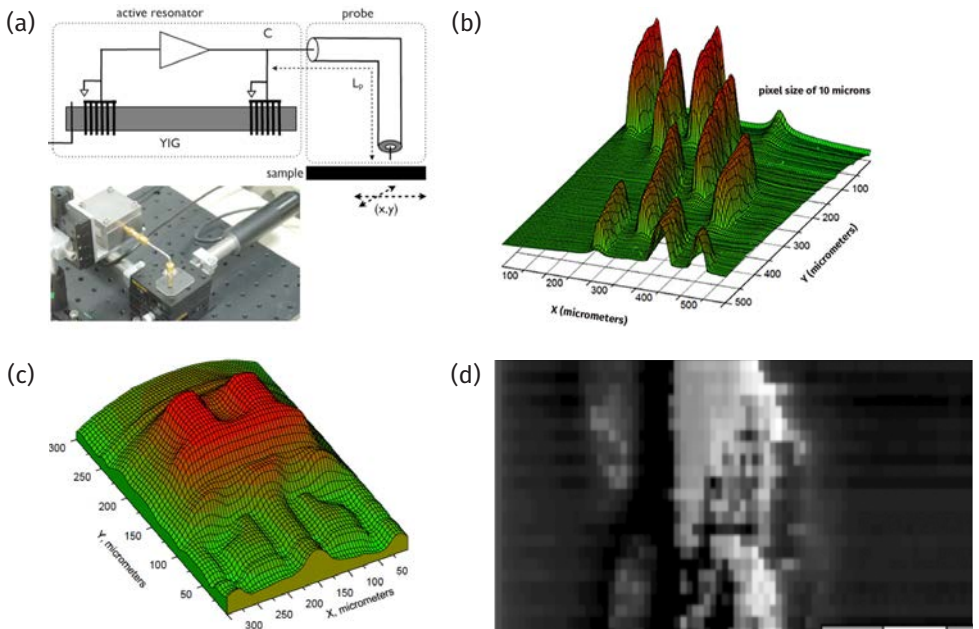 (a)
active resonator
probe
C
Lp
YIG
sample
(x,y)
(b)
pixel size of 10 microns
100
200
300
400
500
X (micrometers)
100
200
300
400
500
Y (micrometers)
(c)
300
250
200
150
100
50
Y, micrometers
300
250
200
150
100
50
X, micrometers
(d)